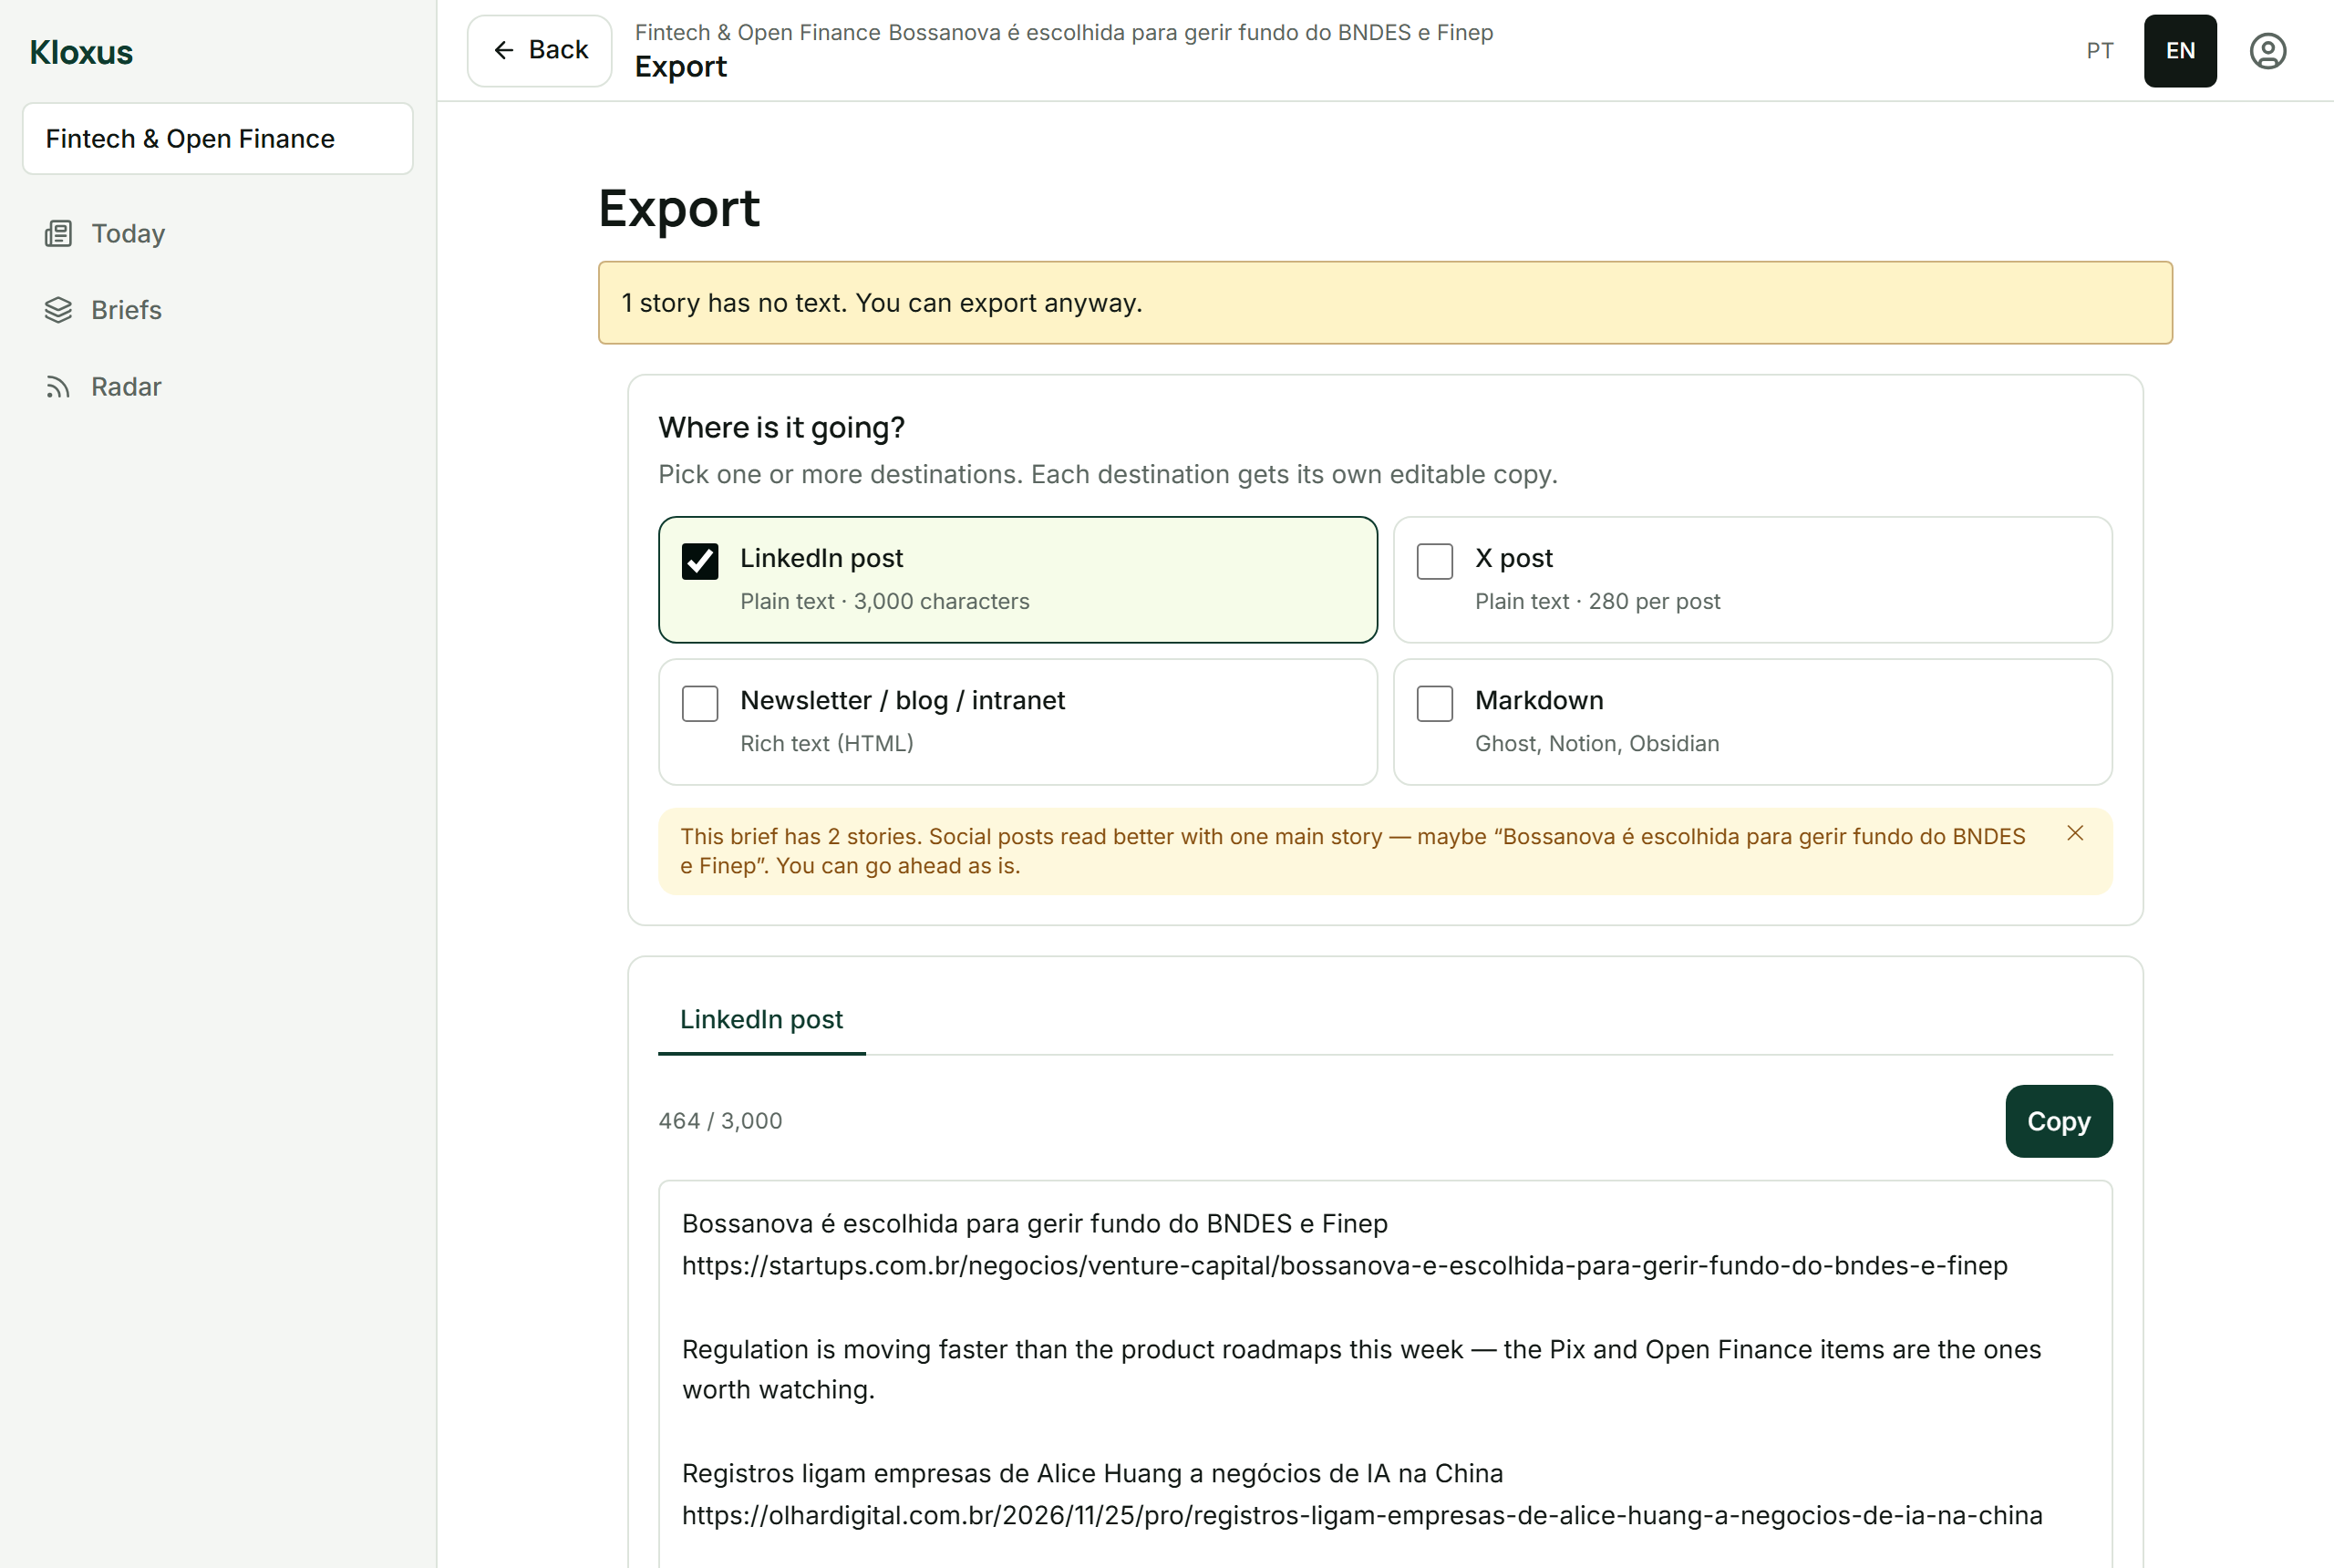 Kloxus
Fintech & Open Finance
Today
Briefs
Radar
Back
Fintech & Open Finance Bossanova é escolhida para gerir fundo do BNDES e Finep
Export
PT
EN
Export
1 story has no text. You can export anyway.
Where is it going?
Pick one or more destinations. Each destination gets its own editable copy.
LinkedIn post
Plain text · 3,000 characters
X post
Plain text · 280 per post
Newsletter / blog / intranet
Rich text (HTML)
Markdown
Ghost, Notion, Obsidian
This brief has 2 stories. Social posts read better with one main story — maybe “Bossanova é escolhida para gerir fundo do BNDES
e Finep”. You can go ahead as is.
LinkedIn post
464 / 3,000
Copy
Bossanova é escolhida para gerir fundo do BNDES e Finep
https://startups.com.br/negocios/venture-capital/bossanova-e-escolhida-para-gerir-fundo-do-bndes-e-finep
Regulation is moving faster than the product roadmaps this week — the Pix and Open Finance items are the ones
worth watching.
Registros ligam empresas de Alice Huang a negócios de IA na China
https://olhardigital.com.br/2026/11/25/pro/registros-ligam-empresas-de-alice-huang-a-negocios-de-ia-na-china